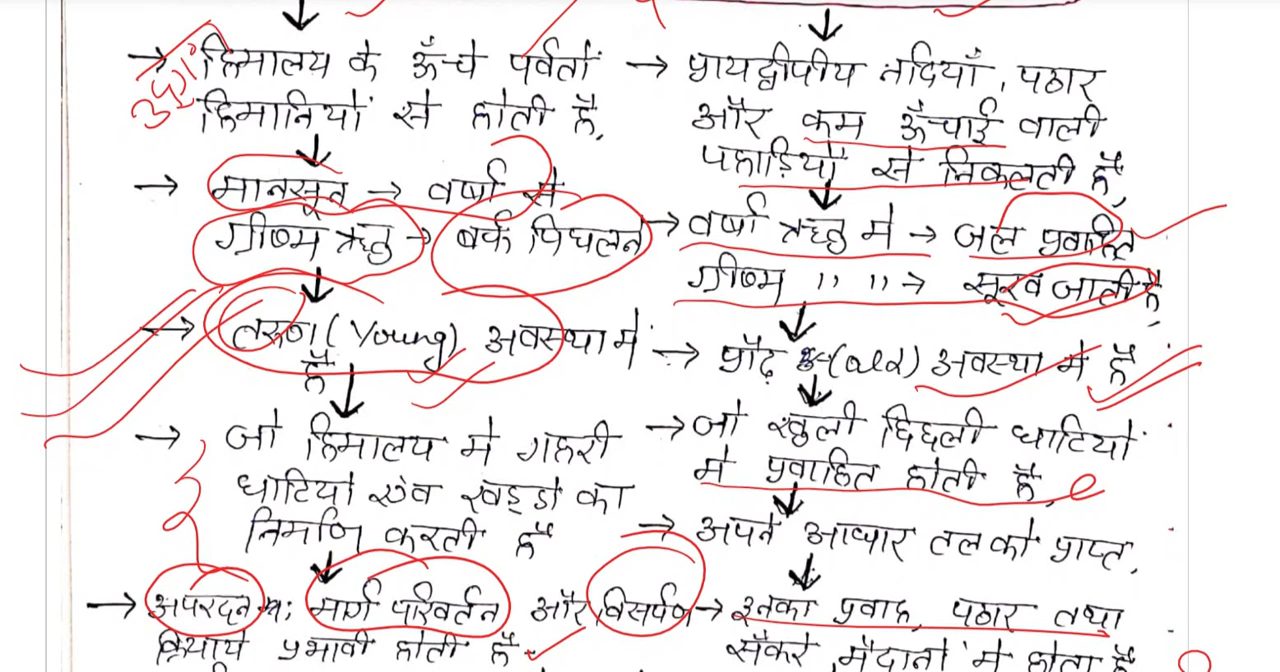 → हिमालय के ऊँचे पर्वतों
हिमानियों से होती है,
→ मानसून → वर्षा से
ग्रीष्म ऋतु → बर्फ पिघलन
→ तरुण (Young) अवस्था में
है
→ जो हिमालय में गहरी
घाटियों एंव खड्डो का
निर्माण करती है
→ अपरदन मार्ग परिवर्तन और विसर्पण
क्रियाये प्रभावी होती है
→ प्रायद्वीपीय नदियाँ, पठार
और कम ऊँचाई वाली
पहाड़ियों से निकलती है,
→ वर्षा ऋतु में → जल प्रवाहित
ग्रीष्म " " → सूख जाती है,
→ प्रौढ़ (old) अवस्था में है
→ जो खुली छिछली घाटियों
में प्रवाहित होती है,
→ अपने आधार तल को प्राप्त,
→ इनका प्रवाह, पठार तथा
सँकरे मैदानों में होता है